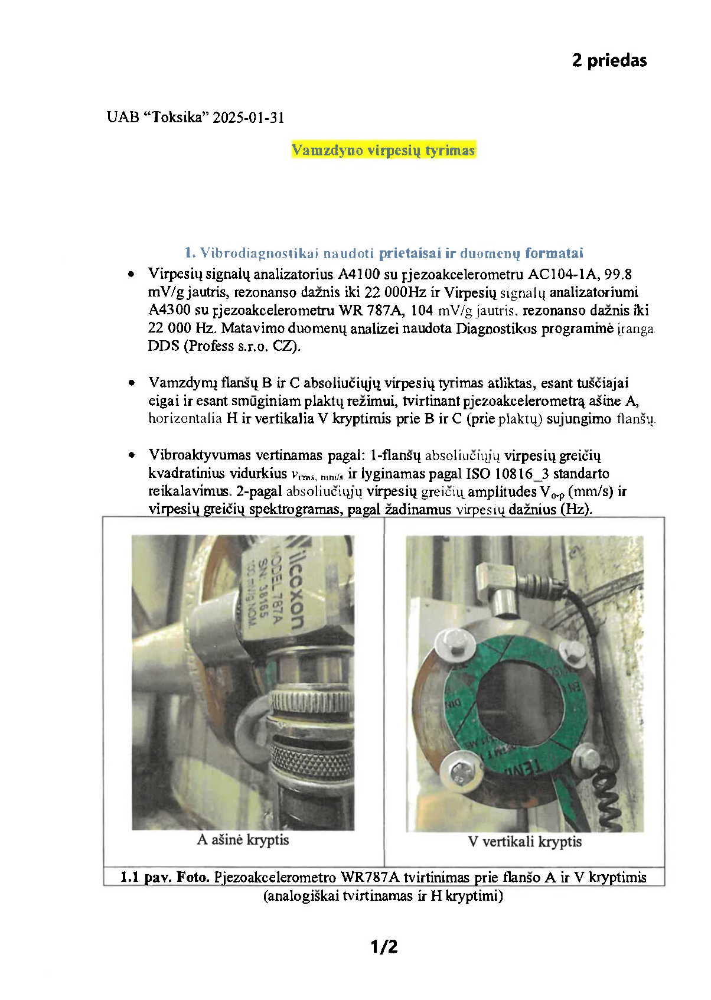 2 priedas
UAB “Toksika” 2025-01-31
Vamzdyno virpesių tyrimas
1. Vibrodiagnostikai naudoti prietaisai ir duomenų formatai
• Virpesių signalų analizatorius A4100 su pjezoakcelerometru AC104-1A, 99.8
mV/g jautris, rezonanso dažnis iki 22 000Hz ir Virpesių signalų analizatoriumi
A4300 su pjezoakcelerometru WR 787A, 104 mV/g jautris, rezonanso dažnis iki
22 000 Hz. Matavimo duomenų analizei naudota Diagnostikos programinė įranga
DDS (Profess s.r.o. CZ).
• Vamzdymį flanšų B ir C absoliučiųjų virpesių tyrimas atliktas, esant tuščiajai
eigai ir esant smūginiam plaktų režimui, tvirtinant pjezoakcelerometrą ašine A,
horizontalia H ir vertikalia V kryptimis prie B ir C (prie plaktų) sujungimo flanšų.
• Vibroaktyvumas vertinamas pagal: 1-flanšų absoliučiųjų virpesių greičių
kvadratinius vidurkius vrms, mm/s ir lyginamas pagal ISO 10816_3 standarto
reikalavimus. 2-pagal absoliučiųjų virpesių greičių amplitudes Vo-p (mm/s) ir
virpesių greičių spektrogramas, pagal žadinamus virpesių dažnius (Hz).
Wilcoxon
MODEL 787A
SN: 38165
100 mV/g NOM.
DIN
EN
TEMP
A ašinė kryptis
V vertikali kryptis
1.1 pav. Foto. Pjezoakcelerometro WR787A tvirtinimas prie flanšo A ir V kryptimis
(analogiškai tvirtinamas ir H kryptimi)
1/2